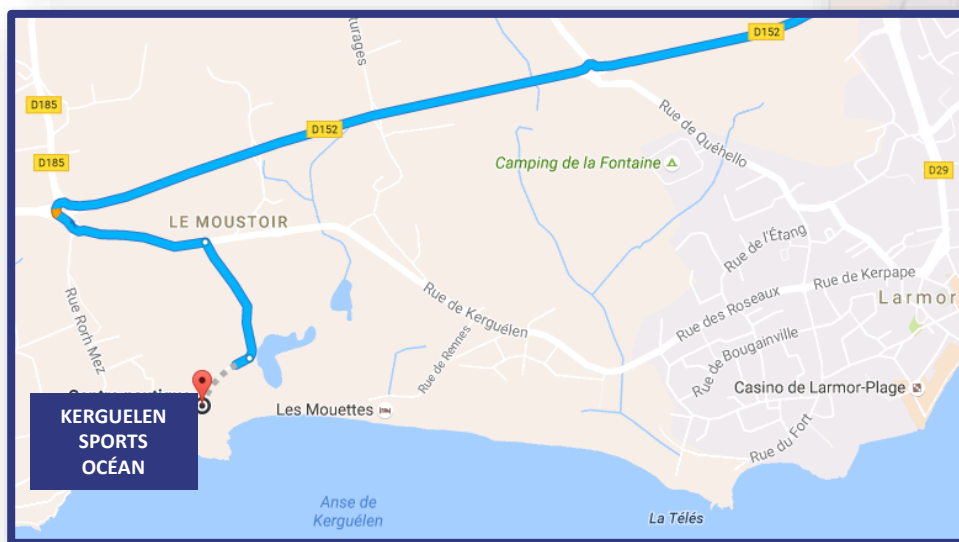 D152
turages
D185
D152
Rue de Quéhello
D185
Camping de la Fontaine
D29
LE MOUSTOIR
Rue de l'Étang
Rue de Kerpape
Rue Roh Mez
Rue de Kerguélen
Rue des Roseaux
Larmor
Rue de Rennes
Rue de Bougainville
Casino de Larmor-Plage
Les Mouettes
KERGUELEN
SPORTS
OCÉAN
Rue du Fort
Anse de
Kerguélen
La Télés